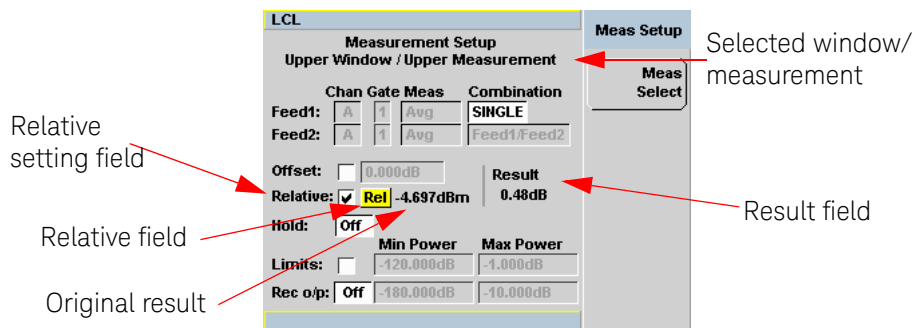 LCL
Measurement Setup
Upper Window / Upper Measurement
Meas Setup
Meas
Select
Selected window/
measurement
Chan Gate Meas Combination
Feed1: A 1 Avg SINGLE
Feed2: A 1 Avg Feed1/Feed2
Relative
setting field
Offset: 0.000dB Result
Relative: Rel -4.697dBm 0.48dB
Result field
Relative field
Hold: Off
Min Power Max Power
Limits: -120.000dB -1.000dB
Original result
Rec o/p: Off -180.000dB -10.000dB